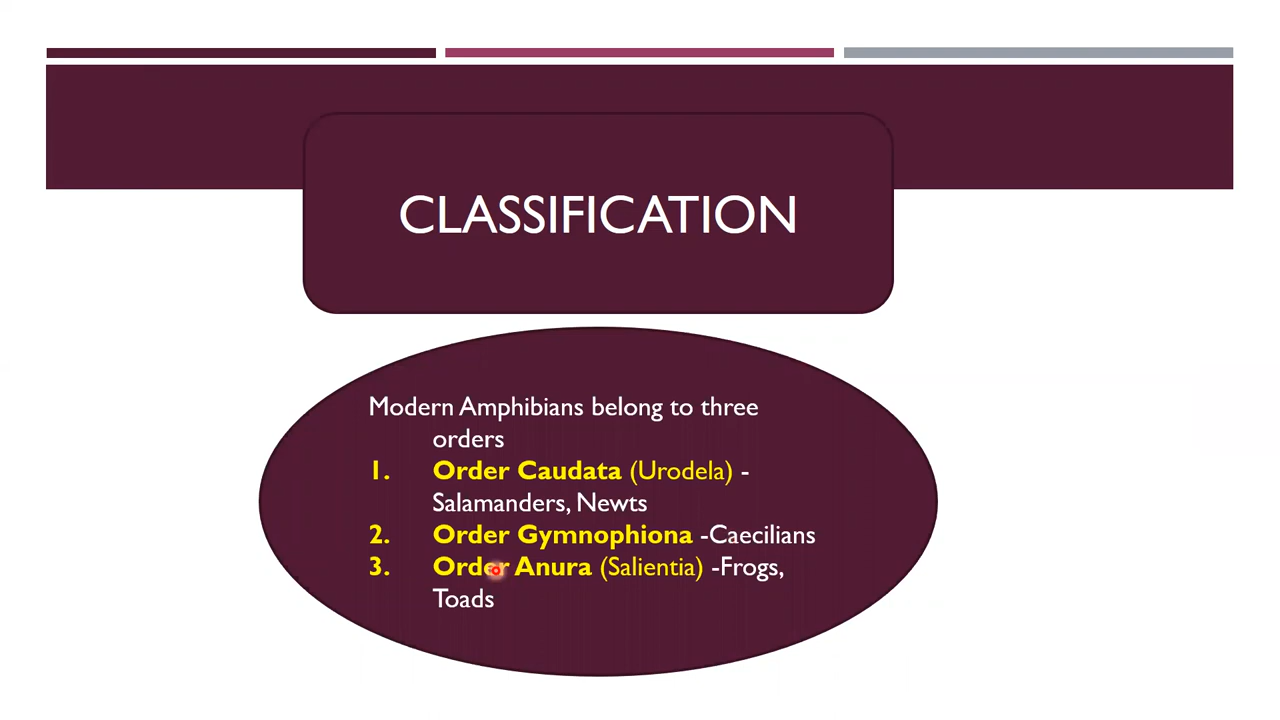 CLASSIFICATION
Modern Amphibians belong to three
orders
1. Order Caudata (Urodela) -
Salamanders, Newts
2. Order Gymnophiona -Caecilians
3. Order Anura (Salientia) -Frogs,
Toads